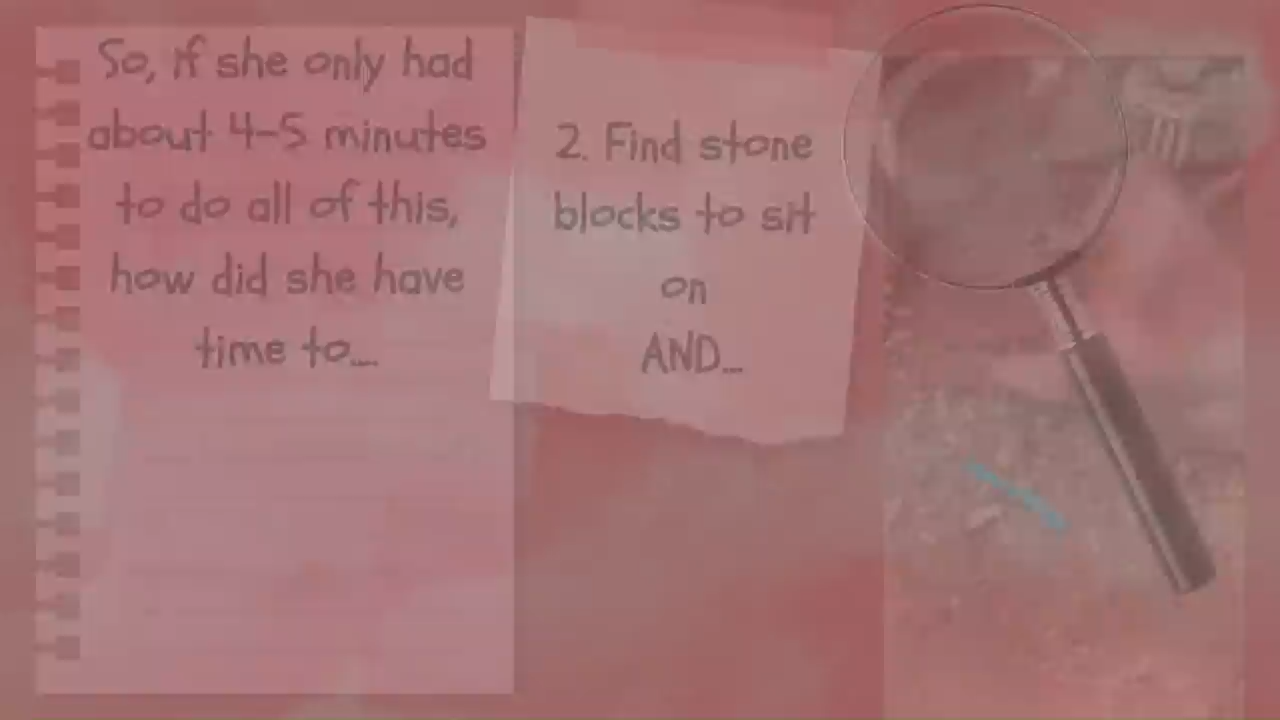 So, if she only had
about 4-5 minutes
to do all of this,
how did she have
time to....
2. Find stone
blocks to sit
on
AND...